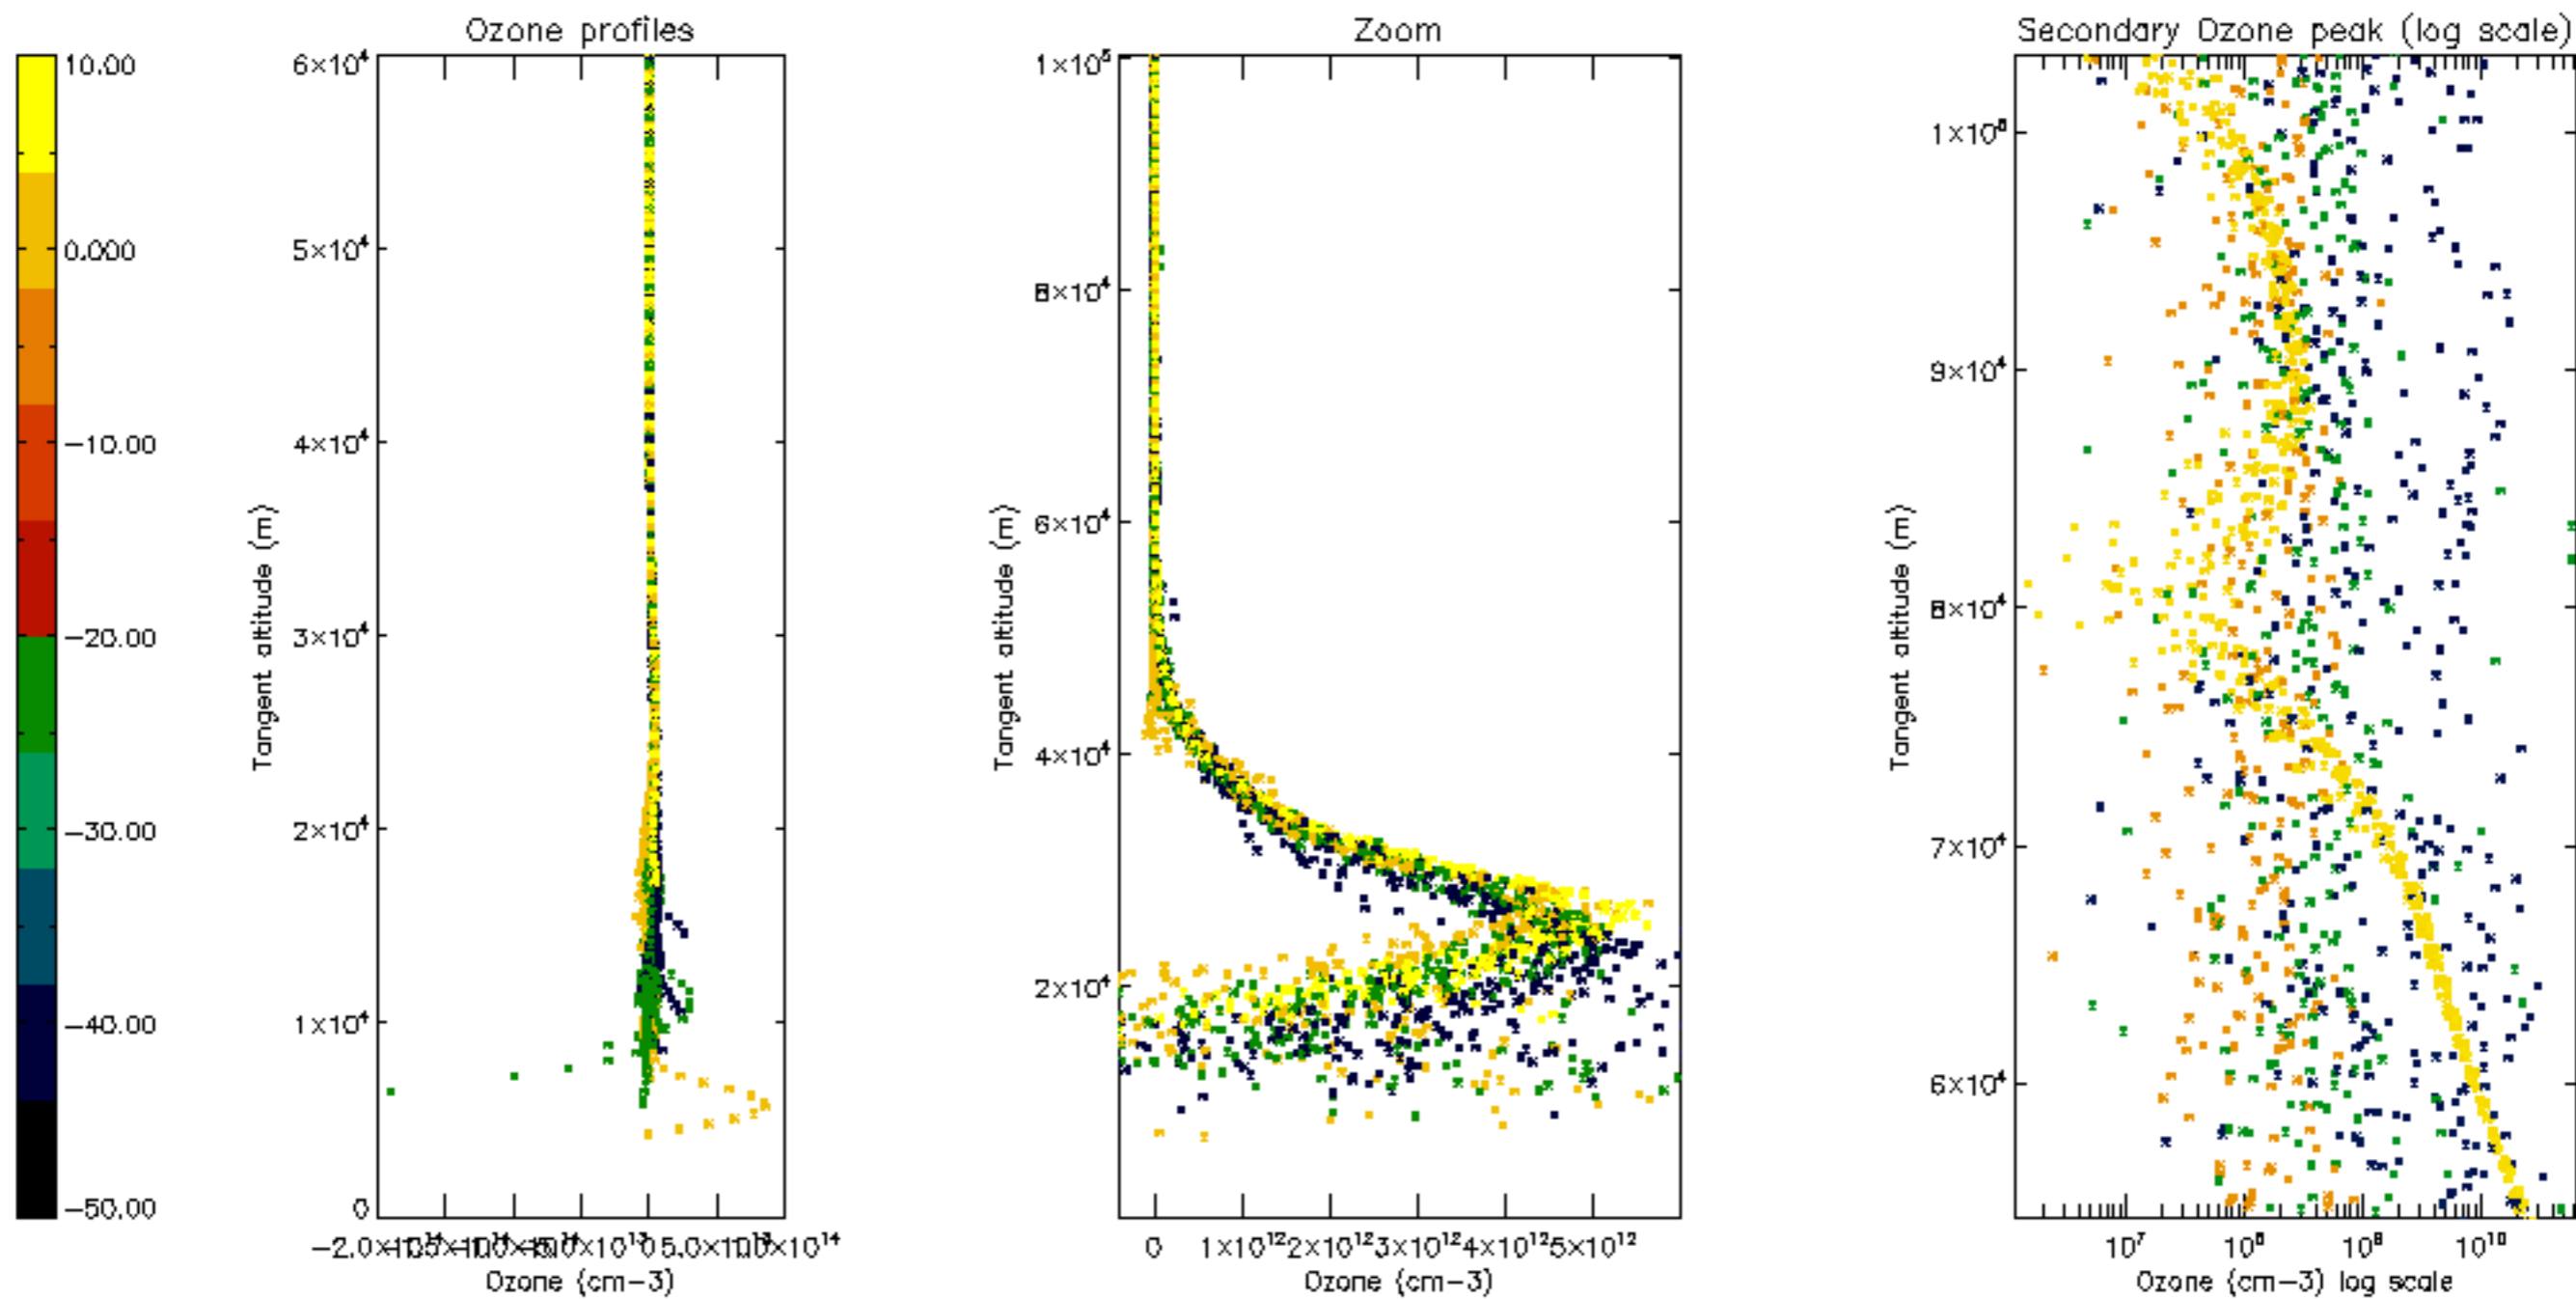 Ozone profiles
Zoom
Secondary Ozone peak (log scale)
10.00
0.000
−10.00
−20.00
−30.00
−40.00
−50.00
Tangent altitude (m)
6×10⁴
5×10⁴
4×10⁴
3×10⁴
2×10⁴
1×10⁴
0
Ozone (cm−3)
Tangent altitude (m)
1×10⁵
8×10⁴
6×10⁴
4×10⁴
2×10⁴
0 1×10¹² 2×10¹² 3×10¹² 4×10¹² 5×10¹²
Ozone (cm−3)
Tangent altitude (m)
9×10⁴
8×10⁴
7×10⁴
6×10⁴
10⁷ 10⁸ 10⁹ 10¹⁰
Ozone (cm−3) log scale